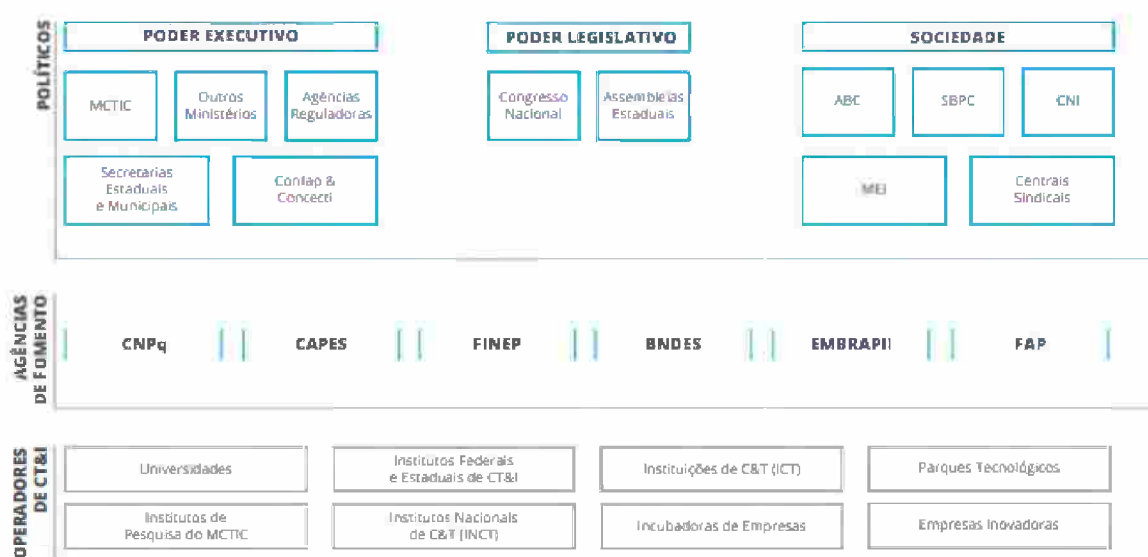 POLÍTICOS
PODER EXECUTIVO
PODER LEGISLATIVO
SOCIEDADE
MCTIC
Outros
Ministérios
Agências
Reguladoras
Congresso
Nacional
Assembleias
Estaduais
ABC
SBPC
CNI
Secretarias
Estaduais
e Municipais
Confap &
Concecti
MEI
Centrais
Sindicais
AGÊNCIAS
DE FOMENTO
CNPq
CAPES
FINEP
BNDES
EMBRAPII
FAP
OPERADORES
DE CT&I
Universidades
Institutos Federais
e Estaduais de CT&I
Instituições de C&T (ICT)
Parques Tecnológicos
Institutos de
Pesquisa do MCTIC
Institutos Nacionais
de C&T (INCT)
Incubadoras de Empresas
Empresas Inovadoras